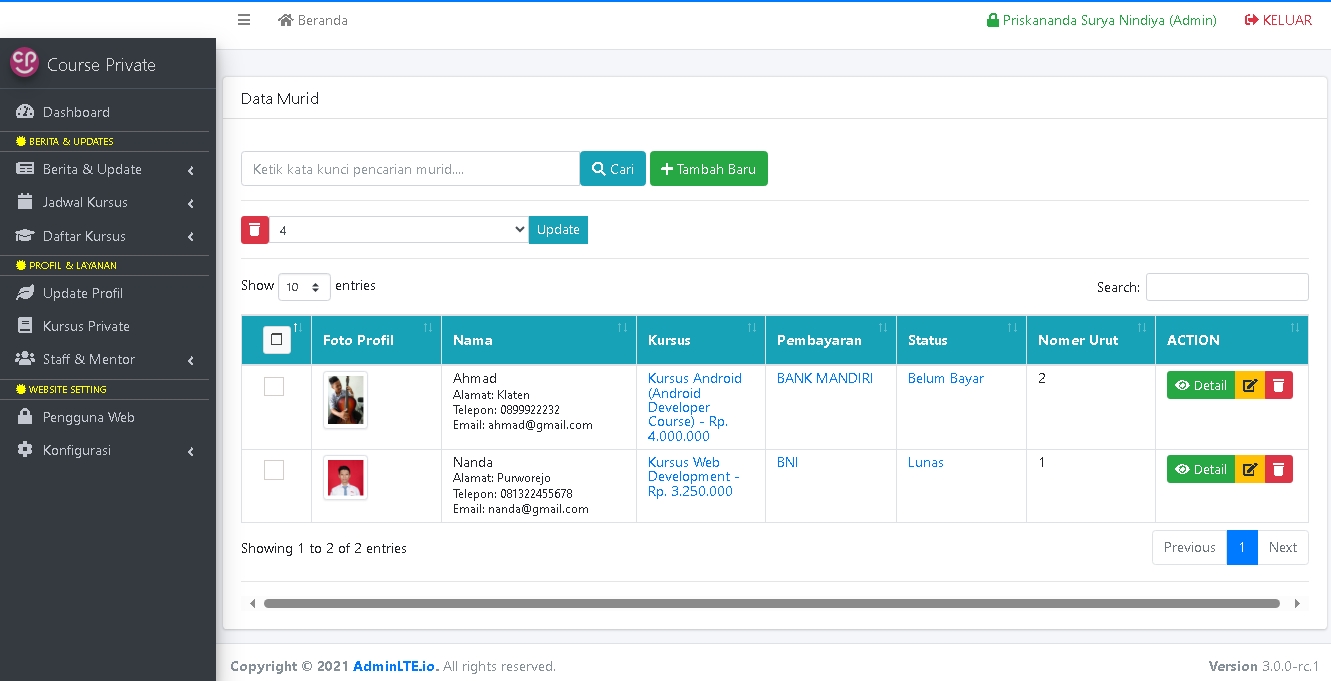 Beranda
Priskananda Surya Nindiya (Admin)
KELUAR
Course Private
Dashboard
BERITA & UPDATES
Berita & Update
Jadwal Kursus
Daftar Kursus
PROFIL & LAYANAN
Update Profil
Kursus Private
Staff & Mentor
WEBSITE SETTING
Pengguna Web
Konfigurasi
Data Murid
Ketik kata kunci pencarian murid....
Cari
Tambah Baru
4
Update
Show 10 entries
Search:
Foto Profil
Nama
Kursus
Pembayaran
Status
Nomer Urut
ACTION
Ahmad
Alamat: Klaten
Telepon: 0899922232
Email: ahmad@gmail.com
Kursus Android
(Android
Developer
Course) - Rp.
4.000.000
BANK MANDIRI
Belum Bayar
2
Detail
Nanda
Alamat: Purworejo
Telepon: 081322455678
Email: nanda@gmail.com
Kursus Web
Development -
Rp. 3.250.000
BNI
Lunas
1
Detail
Showing 1 to 2 of 2 entries
Previous
1
Next
Copyright © 2021 AdminLTE.io. All rights reserved.
Version 3.0.0-rc.1